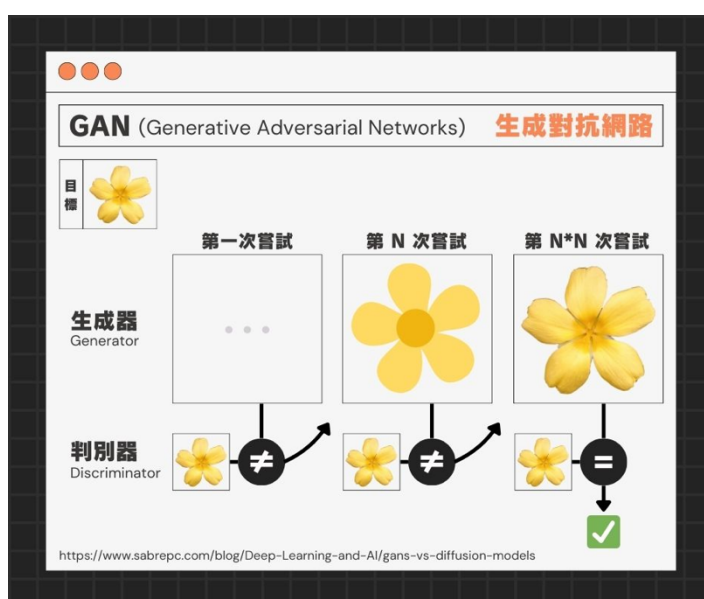 GAN (Generative Adversarial Networks) 生成對抗網路
目標
第一次嘗試 第 N 次嘗試 第 N*N 次嘗試
生成器
Generator
判別器
Discriminator
≠ ≠ =
https://www.sabrepc.com/blog/Deep-Learning-and-AI/gans-vs-diffusion-models